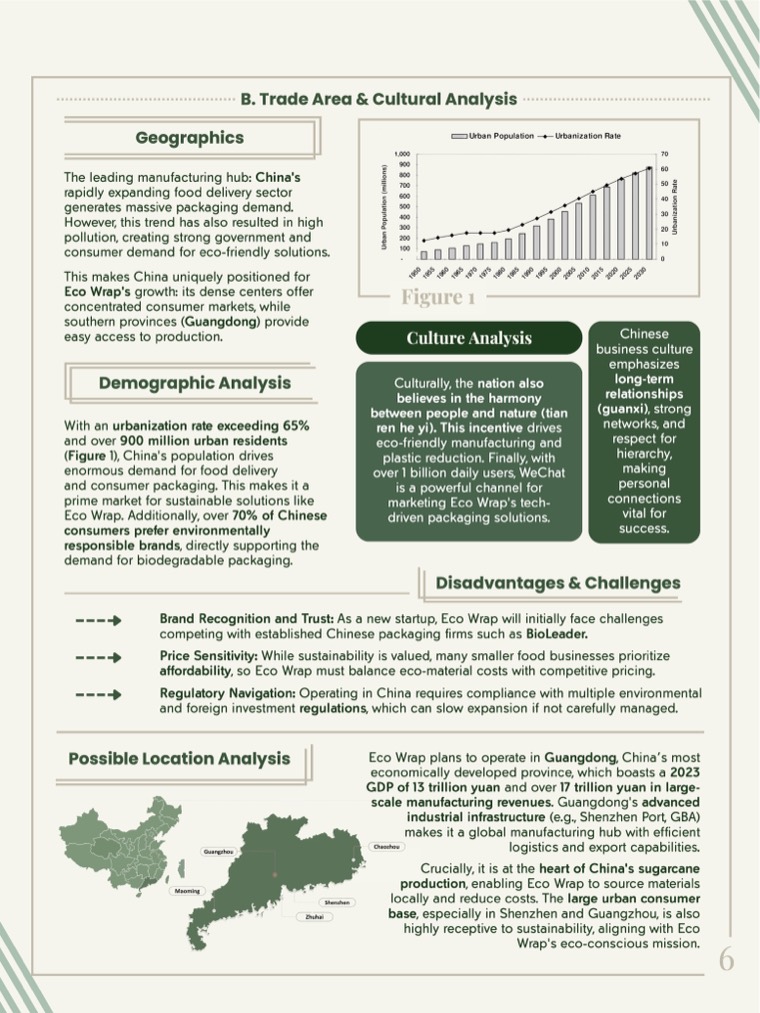 B. Trade Area & Cultural Analysis
Geographics
The leading manufacturing hub: China's
rapidly expanding food delivery sector
generates massive packaging demand.
However, this trend has also resulted in high
pollution, creating strong government and
consumer demand for eco-friendly solutions.
This makes China uniquely positioned for
Eco Wrap's growth: its dense centers offer
concentrated consumer markets, while
southern provinces (Guangdong) provide
easy access to production.
Urban Population Urbanization Rate
Urban Population (millions)
1,000
900
800
700
600
500
400
300
200
100
-
70
60
50
40
30
20
10
0
Urbanization Rate
1950 1955 1960 1965 1970 1975 1980 1985 1990 1995 2000 2005 2010 2015 2020 2025 2030
Figure 1
Demographic Analysis
With an urbanization rate exceeding 65%
and over 900 million urban residents
(Figure 1), China's population drives
enormous demand for food delivery
and consumer packaging. This makes it a
prime market for sustainable solutions like
Eco Wrap. Additionally, over 70% of Chinese
consumers prefer environmentally
responsible brands, directly supporting the
demand for biodegradable packaging.
Culture Analysis
Culturally, the nation also
believes in the harmony
between people and nature (tian
ren he yi). This incentive drives
eco-friendly manufacturing and
plastic reduction. Finally, with
over 1 billion daily users, WeChat
is a powerful channel for
marketing Eco Wrap's tech-
driven packaging solutions.
Chinese
business culture
emphasizes
long-term
relationships
(guanxi), strong
networks, and
respect for
hierarchy,
making
personal
connections
vital for
success.
Disadvantages & Challenges
Brand Recognition and Trust: As a new startup, Eco Wrap will initially face challenges
competing with established Chinese packaging firms such as BioLeader.
Price Sensitivity: While sustainability is valued, many smaller food businesses prioritize
affordability, so Eco Wrap must balance eco-material costs with competitive pricing.
Regulatory Navigation: Operating in China requires compliance with multiple environmental
and foreign investment regulations, which can slow expansion if not carefully managed.
Possible Location Analysis
Guangzhou
Chaozhou
Maoming
Shenzhen
Zhuhai
Eco Wrap plans to operate in Guangdong, China's most
economically developed province, which boasts a 2023
GDP of 13 trillion yuan and over 17 trillion yuan in large-
scale manufacturing revenues. Guangdong's advanced
industrial infrastructure (e.g., Shenzhen Port, GBA)
makes it a global manufacturing hub with efficient
logistics and export capabilities.
Crucially, it is at the heart of China's sugarcane
production, enabling Eco Wrap to source materials
locally and reduce costs. The large urban consumer
base, especially in Shenzhen and Guangzhou, is also
highly receptive to sustainability, aligning with Eco
Wrap's eco-conscious mission.
6